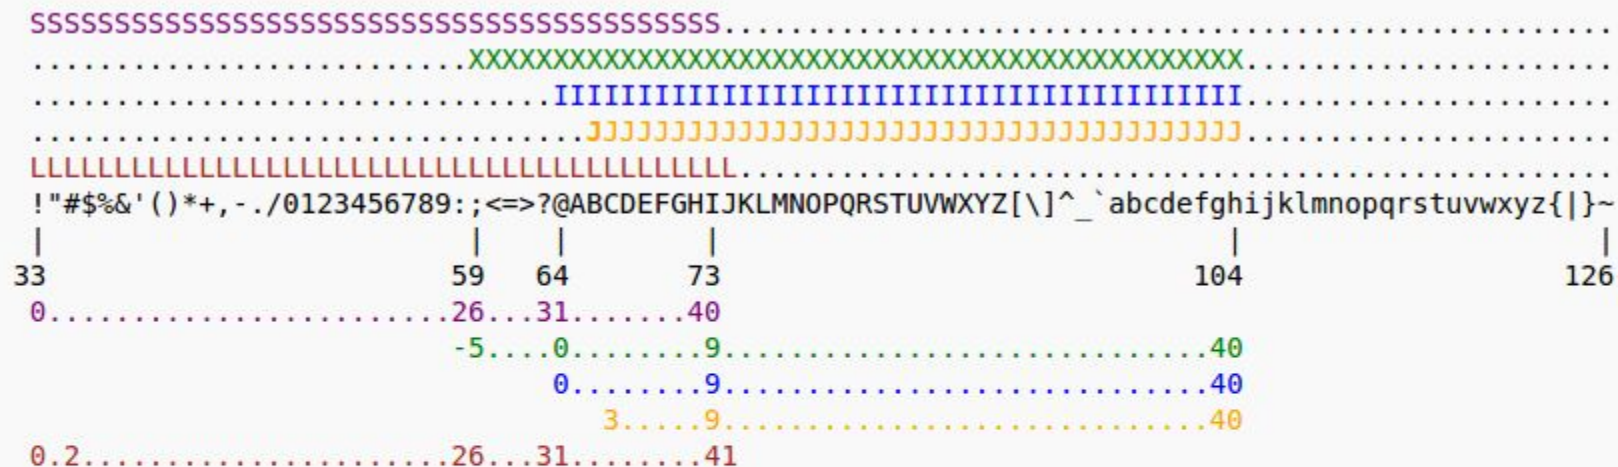 SSSSSSSSSSSSSSSSSSSSSSSSSSSSSSSSSSSSSSSSS.....................................................
..........................XXXXXXXXXXXXXXXXXXXXXXXXXXXXXXXXXXXXXXXXXXXXXX......................
...............................IIIIIIIIIIIIIIIIIIIIIIIIIIIIIIIIIIIIIIIII......................
.................................JJJJJJJJJJJJJJJJJJJJJJJJJJJJJJJJJJJJJJJ......................
LLLLLLLLLLLLLLLLLLLLLLLLLLLLLLLLLLLLLLLLLL....................................................
!"#$%&'()*+,-./0123456789:;<=>?@ABCDEFGHIJKLMNOPQRSTUVWXYZ[\]^_`abcdefghijklmnopqrstuvwxyz{|}~
| | | | | |
33 59 64 73 104 126
0........................26...31.......40
-5....0........9.............................40
0........9.............................40
3.....9.............................40
0.2......................26...31........41